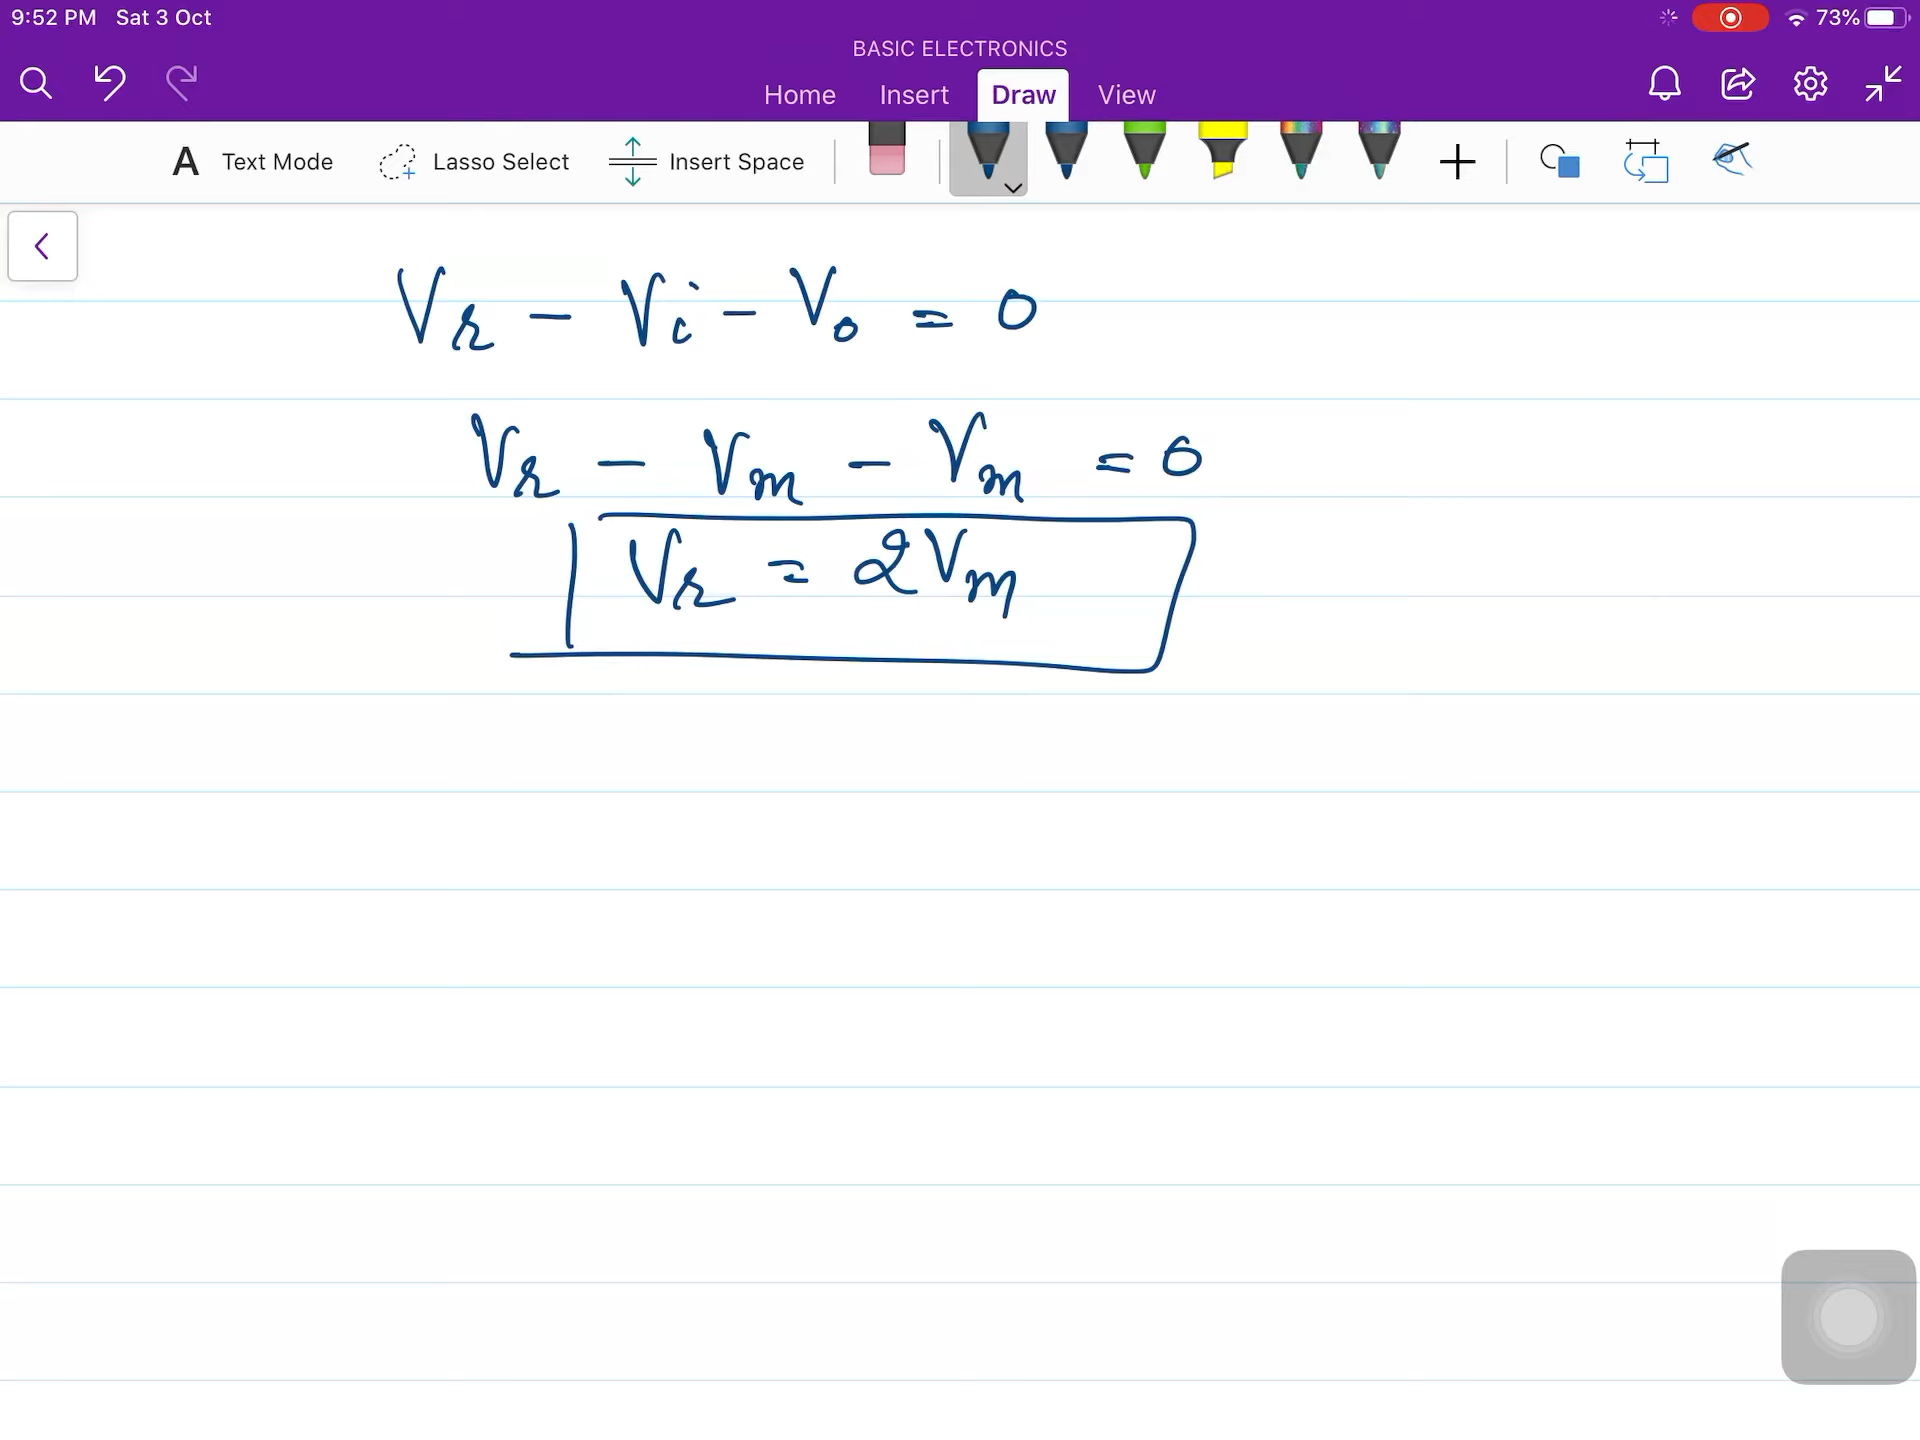 9:52 PM Sat 3 Oct 73%
BASIC ELECTRONICS
Home Insert Draw View
A Text Mode Lasso Select Insert Space
Vr - Vi - Vo = 0
Vr - Vm - Vm = 0
Vr = 2Vm